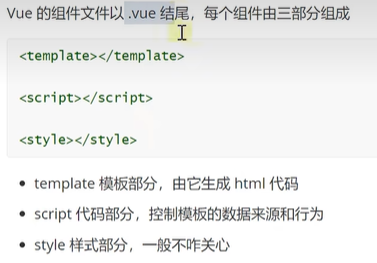 Vue 的组件文件以 .vue 结尾，每个组件由三部分组成
<template></template>
<script></script>
<style></style>
• template 模板部分，由它生成 html 代码
• script 代码部分，控制模板的数据来源和行为
• style 样式部分，一般不咋关心